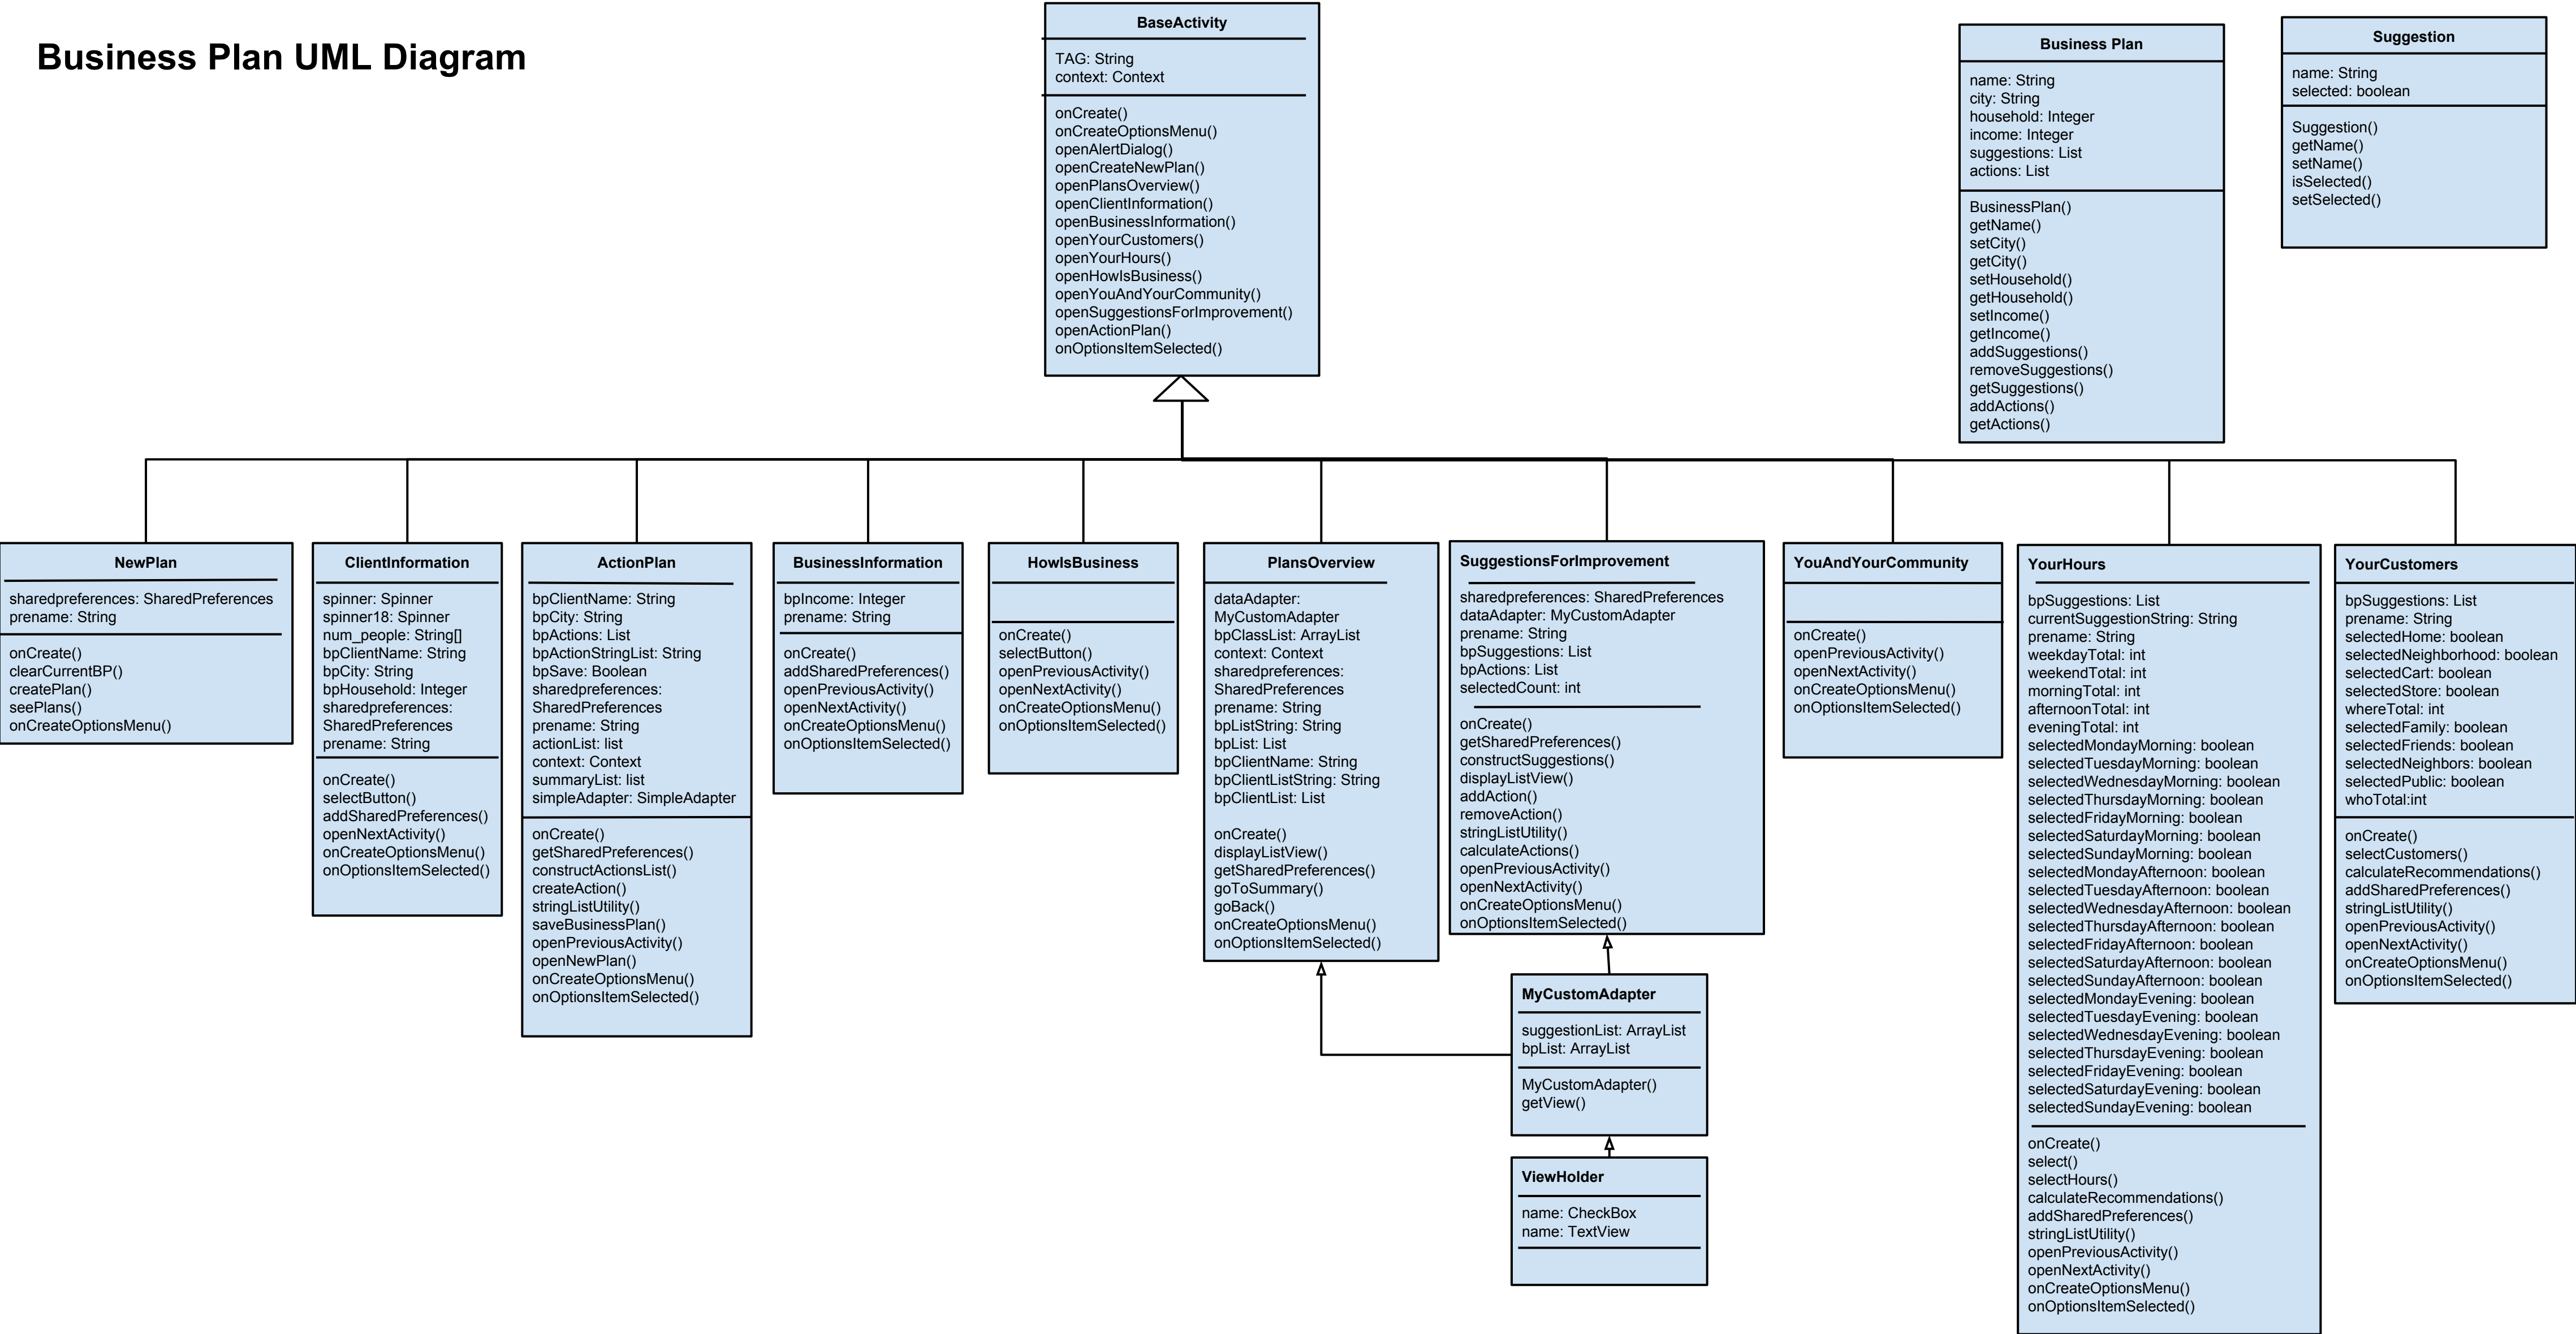 Business Plan UML Diagram
BaseActivity
TAG: String
context: Context
onCreate()
onCreateOptionsMenu()
openAlertDialog()
openCreateNewPlan()
openPlansOverview()
openClientInformation()
openBusinessInformation()
openYourCustomers()
openYourHours()
openHowIsBusiness()
openYouAndYourCommunity()
openSuggestionsForImprovement()
openActionPlan()
onOptionsItemSelected()
Business Plan
name: String
city: String
household: Integer
income: Integer
suggestions: List
actions: List
BusinessPlan()
getName()
setCity()
getCity()
setHousehold()
getHousehold()
setIncome()
getIncome()
addSuggestions()
removeSuggestions()
getSuggestions()
addActions()
getActions()
Suggestion
name: String
selected: boolean
Suggestion()
getName()
setName()
isSelected()
setSelected()
NewPlan
sharedpreferences: SharedPreferences
prename: String
onCreate()
clearCurrentBP()
createPlan()
seePlans()
onCreateOptionsMenu()
ClientInformation
spinner: Spinner
spinner18: Spinner
num_people: String[]
bpClientName: String
bpCity: String
bpHousehold: Integer
sharedpreferences:
SharedPreferences
prename: String
onCreate()
selectButton()
addSharedPreferences()
openNextActivity()
onCreateOptionsMenu()
onOptionsItemSelected()
ActionPlan
bpClientName: String
bpCity: String
bpActions: List
bpActionStringList: String
bpSave: Boolean
sharedpreferences:
SharedPreferences
prename: String
actionList: list
context: Context
summaryList: list
simpleAdapter: SimpleAdapter
onCreate()
getSharedPreferences()
constructActionsList()
createAction()
stringListUtility()
saveBusinessPlan()
openPreviousActivity()
openNewPlan()
onCreateOptionsMenu()
onOptionsItemSelected()
BusinessInformation
bpIncome: Integer
prename: String
onCreate()
addSharedPreferences()
openPreviousActivity()
openNextActivity()
onCreateOptionsMenu()
onOptionsItemSelected()
HowIsBusiness
onCreate()
selectButton()
openPreviousActivity()
openNextActivity()
onCreateOptionsMenu()
onOptionsItemSelected()
PlansOverview
dataAdapter:
MyCustomAdapter
bpClassList: ArrayList
context: Context
sharedpreferences:
SharedPreferences
prename: String
bpListString: String
bpList: List
bpClientName: String
bpClientListString: String
bpClientList: List
onCreate()
displayListView()
getSharedPreferences()
goToSummary()
goBack()
onCreateOptionsMenu()
onOptionsItemSelected()
SuggestionsForImprovement
sharedpreferences: SharedPreferences
dataAdapter: MyCustomAdapter
prename: String
bpSuggestions: List
bpActions: List
selectedCount: int
onCreate()
getSharedPreferences()
constructSuggestions()
displayListView()
addAction()
removeAction()
stringListUtility()
calculateActions()
openPreviousActivity()
openNextActivity()
onCreateOptionsMenu()
onOptionsItemSelected()
MyCustomAdapter
suggestionList: ArrayList
bpList: ArrayList
MyCustomAdapter()
getView()
ViewHolder
name: CheckBox
name: TextView
YouAndYourCommunity
onCreate()
openPreviousActivity()
openNextActivity()
onCreateOptionsMenu()
onOptionsItemSelected()
YourHours
bpSuggestions: List
currentSuggestionString: String
prename: String
weekdayTotal: int
weekendTotal: int
morningTotal: int
afternoonTotal: int
eveningTotal: int
selectedMondayMorning: boolean
selectedTuesdayMorning: boolean
selectedWednesdayMorning: boolean
selectedThursdayMorning: boolean
selectedFridayMorning: boolean
selectedSaturdayMorning: boolean
selectedSundayMorning: boolean
selectedMondayAfternoon: boolean
selectedTuesdayAfternoon: boolean
selectedWednesdayAfternoon: boolean
selectedThursdayAfternoon: boolean
selectedFridayAfternoon: boolean
selectedSaturdayAfternoon: boolean
selectedSundayAfternoon: boolean
selectedMondayEvening: boolean
selectedTuesdayEvening: boolean
selectedWednesdayEvening: boolean
selectedThursdayEvening: boolean
selectedFridayEvening: boolean
selectedSaturdayEvening: boolean
selectedSundayEvening: boolean
onCreate()
select()
selectHours()
calculateRecommendations()
addSharedPreferences()
stringListUtility()
openPreviousActivity()
openNextActivity()
onCreateOptionsMenu()
onOptionsItemSelected()
YourCustomers
bpSuggestions: List
prename: String
selectedHome: boolean
selectedNeighborhood: boolean
selectedCart: boolean
selectedStore: boolean
whereTotal: int
selectedFamily: boolean
selectedFriends: boolean
selectedNeighbors: boolean
selectedPublic: boolean
whoTotal:int
onCreate()
selectCustomers()
calculateRecommendations()
addSharedPreferences()
stringListUtility()
openPreviousActivity()
openNextActivity()
onCreateOptionsMenu()
onOptionsItemSelected()